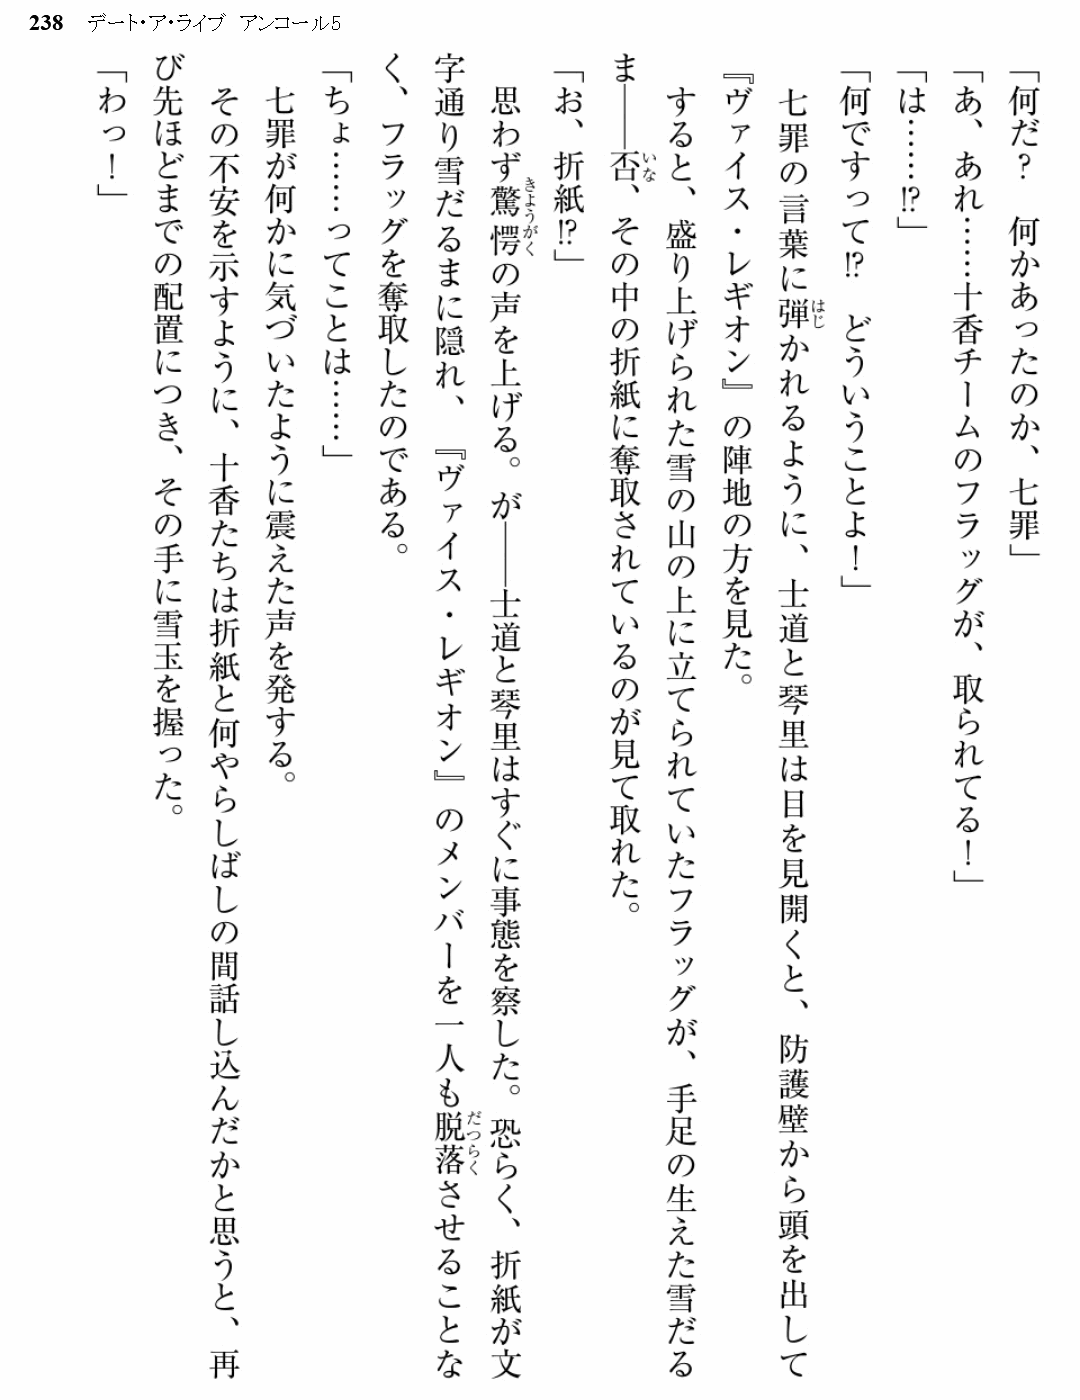 238 デート・ア・ライブ アンコール5
「何だ？　何かあったのか、七罪」
「あ、あれ……十香チームのフラッグが、取られてる！」
「は……⁉」
「何ですって⁉　どういうことよ！」
　七罪の言葉に弾かれるように、士道と琴里は目を見開くと、防護壁から頭を出して
『ヴァイス・レギオン』の陣地の方を見た。
　すると、盛り上げられた雪の山の上に立てられていたフラッグが、手足の生えた雪だる
ま――否、その中の折紙に奪取されているのが見て取れた。
「お、折紙⁉」
　思わず驚愕の声を上げる。が――士道と琴里はすぐに事態を察した。恐らく、折紙が文
字通り雪だるまに隠れ、『ヴァイス・レギオン』のメンバーを一人も脱落させることな
く、フラッグを奪取したのである。
「ちょ……ってことは……」
　七罪が何かに気づいたように震えた声を発する。
　その不安を示すように、十香たちは折紙と何やらしばしの間話し込んだかと思うと、再
び先ほどまでの配置につき、その手に雪玉を握った。
「わっ！」